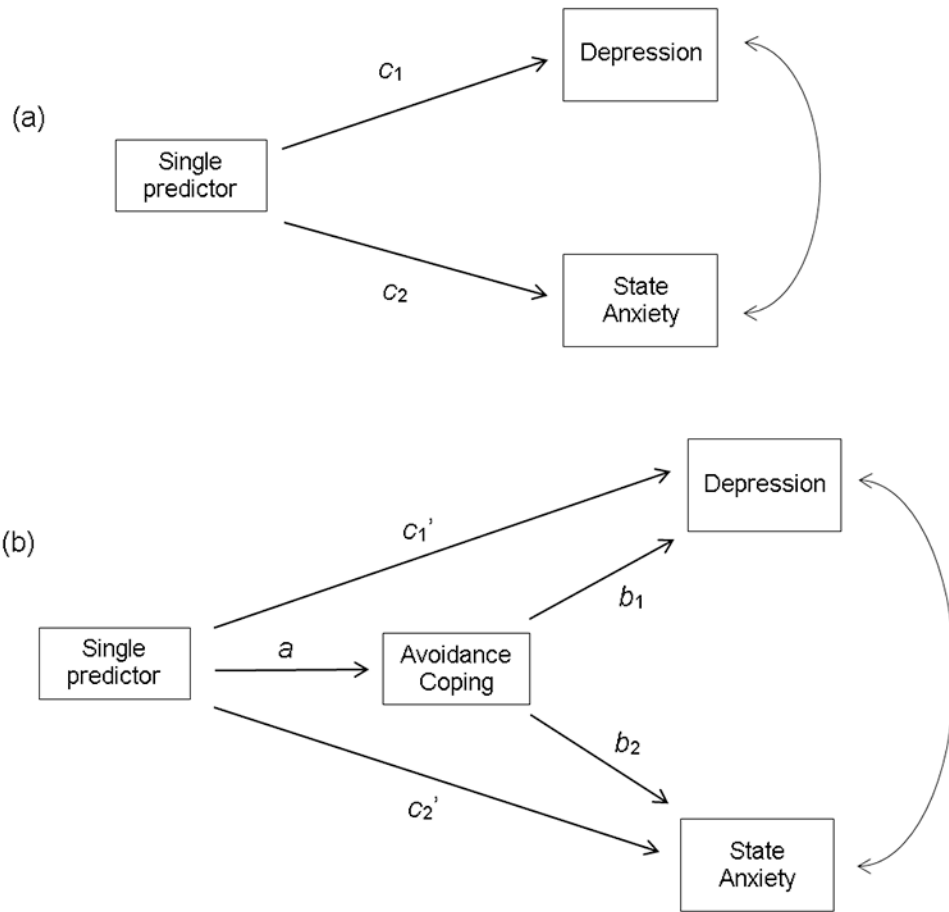 Depression
c1
(a)
Single
predictor
c2
State
Anxiety
Depression
c1’
(b)
b1
Single
predictor
a
Avoidance
Coping
b2
c2’
State
Anxiety